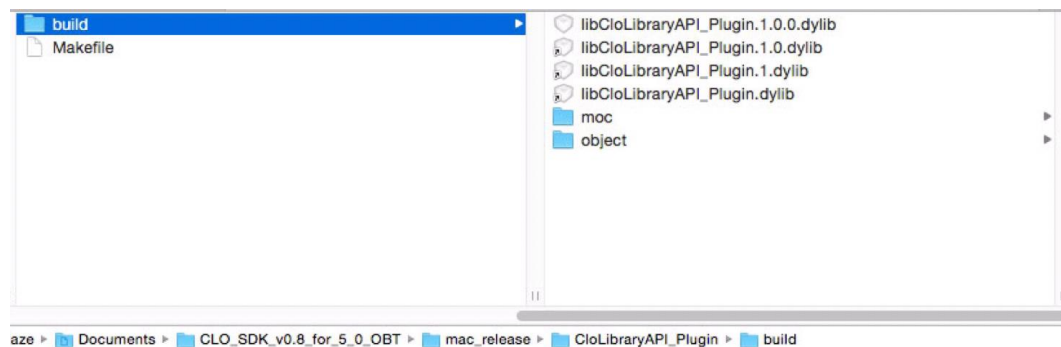 build
Makefile
libCloLibraryAPI_Plugin.1.0.0.dylib
libCloLibraryAPI_Plugin.1.0.dylib
libCloLibraryAPI_Plugin.1.dylib
libCloLibraryAPI_Plugin.dylib
moc
object
aze ▸ Documents ▸ CLO_SDK_v0.8_for_5_0_OBT ▸ mac_release ▸ CloLibraryAPI_Plugin ▸ build